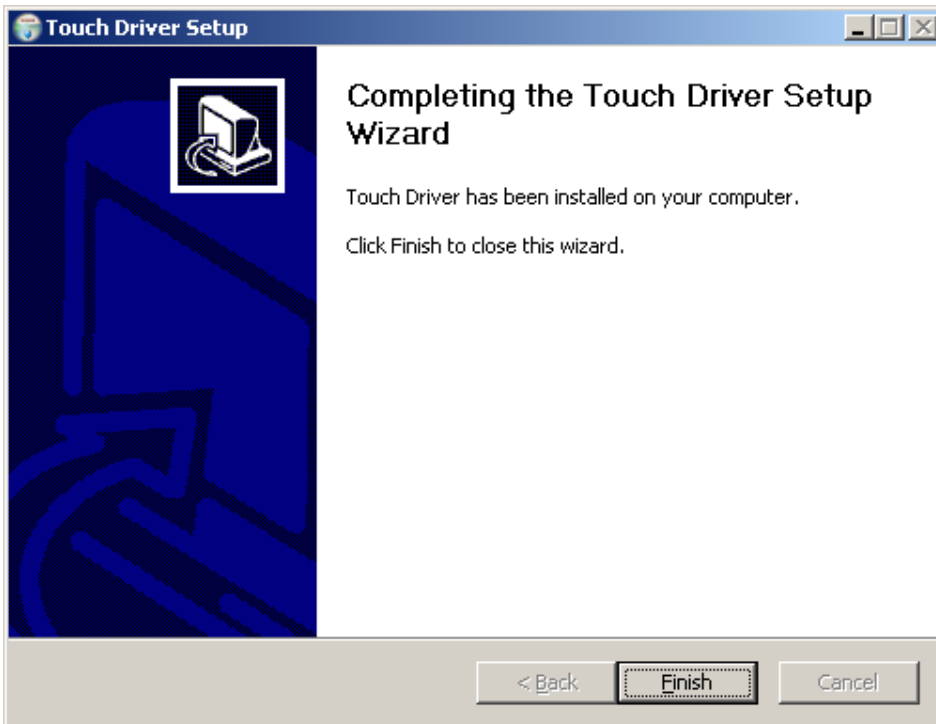 Touch Driver Setup
Completing the Touch Driver Setup
Wizard
Touch Driver has been installed on your computer.
Click Finish to close this wizard.
< Back
Finish
Cancel